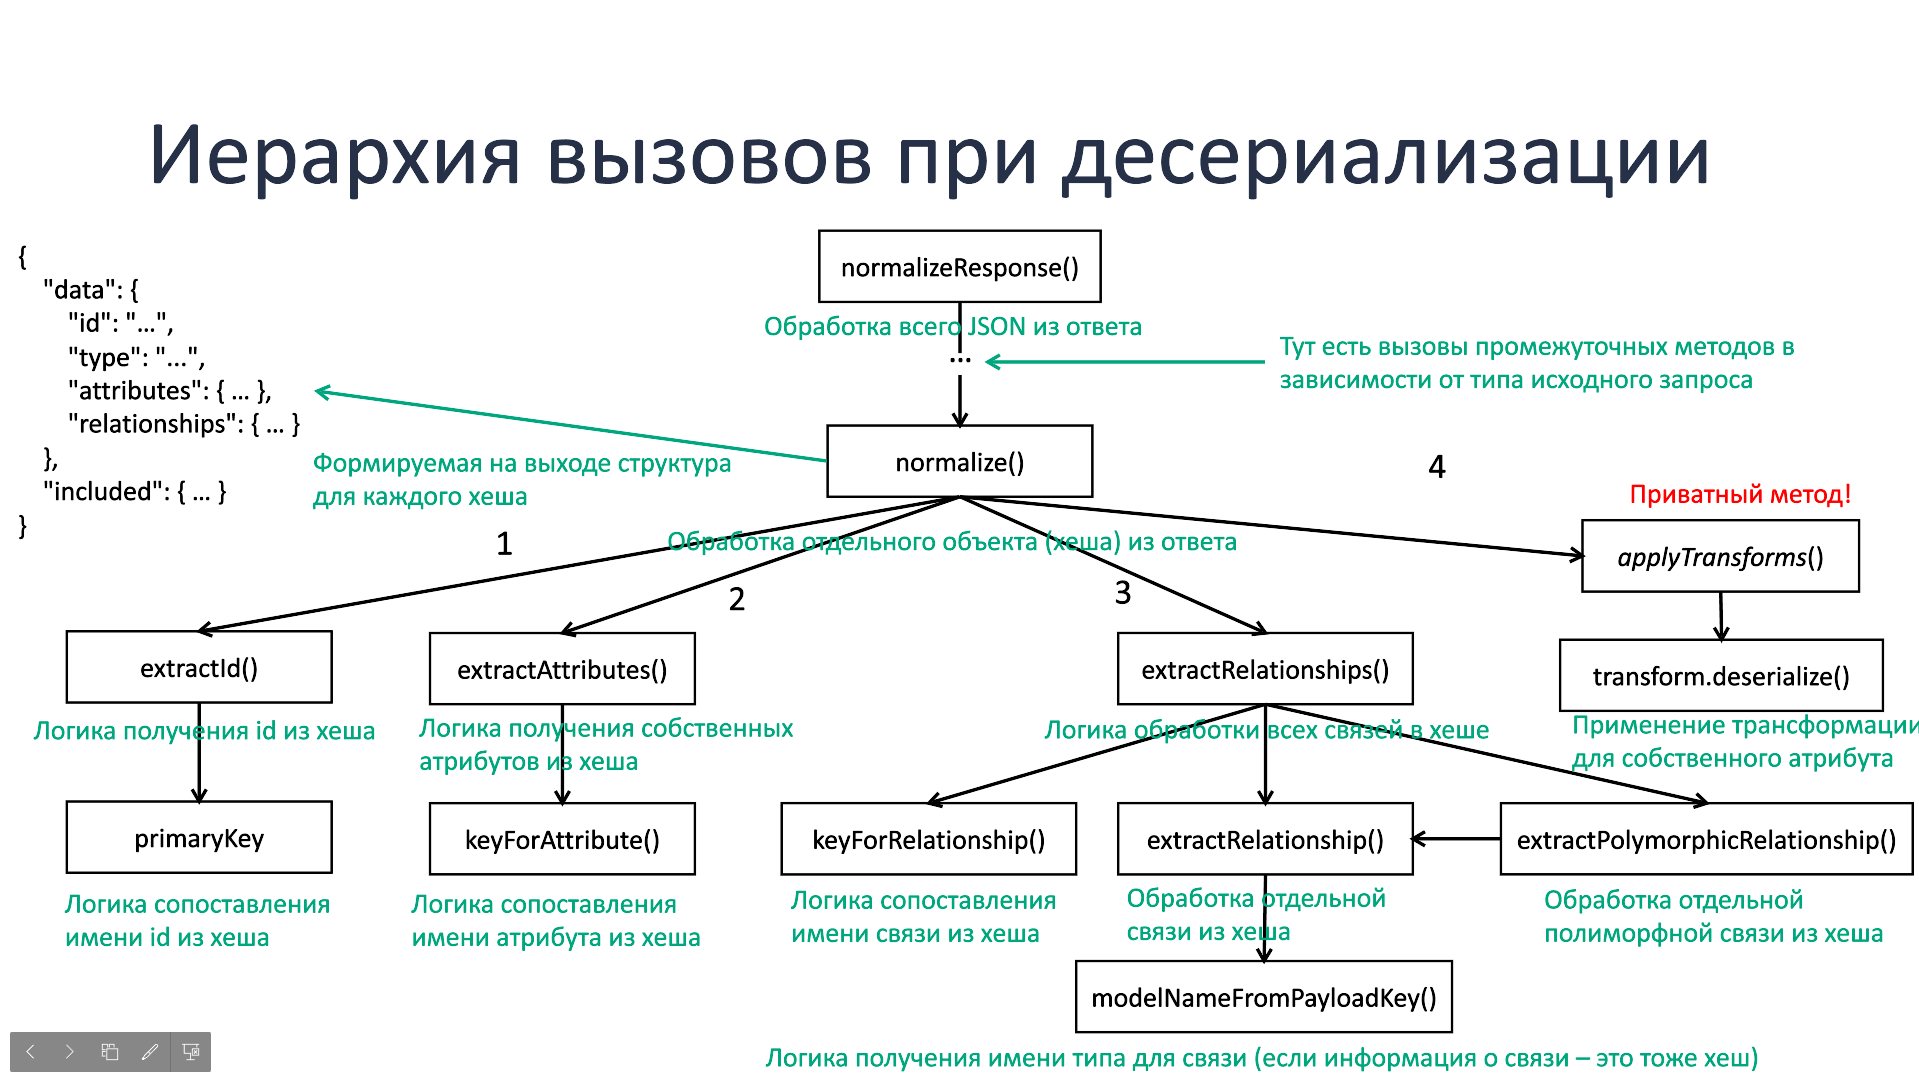 Иерархия вызовов при десериализации
{
"data": {
"id": "...",
"type": "...",
"attributes": { ... },
"relationships": { ... }
},
"included": { ... }
}
normalizeResponse()
Обработка всего JSON из ответа
...
Тут есть вызовы промежуточных методов в
зависимости от типа исходного запроса
normalize()
Формируемая на выходе структура
для каждого хеша
Обработка отдельного объекта (хеша) из ответа
1
2
3
4
Приватный метод!
applyTransforms()
transform.deserialize()
Применение трансформации
для собственного атрибута
extractId()
Логика получения id из хеша
primaryKey
Логика сопоставления
имени id из хеша
extractAttributes()
Логика получения собственных
атрибутов из хеша
keyForAttribute()
Логика сопоставления
имени атрибута из хеша
extractRelationships()
Логика обработки всех связей в хеше
keyForRelationship()
Логика сопоставления
имени связи из хеша
extractRelationship()
Обработка отдельной
связи из хеша
extractPolymorphicRelationship()
Обработка отдельной
полиморфной связи из хеша
modelNameFromPayloadKey()
Логика получения имени типа для связи (если информация о связи – это тоже хеш)